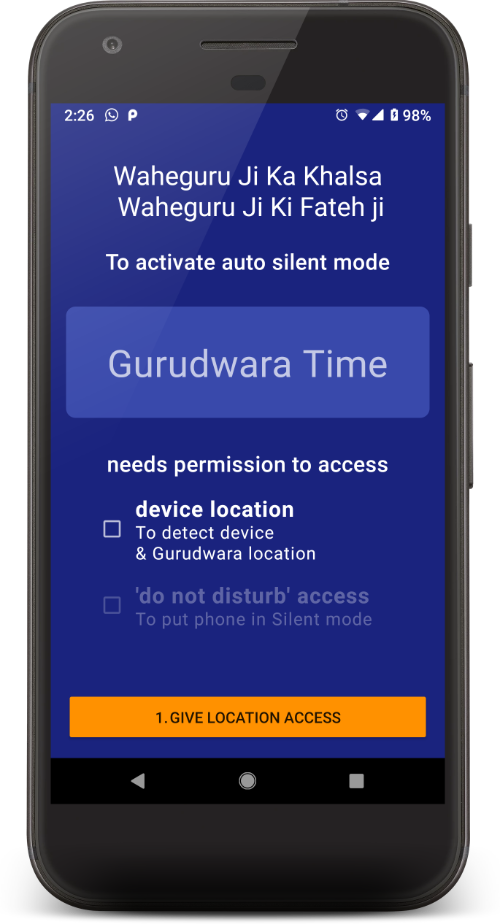 2:26 98%
Waheguru Ji Ka Khalsa
Waheguru Ji Ki Fateh ji
To activate auto silent mode
Gurudwara Time
needs permission to access
device location
To detect device
& Gurudwara location
'do not disturb' access
To put phone in Silent mode
1. GIVE LOCATION ACCESS